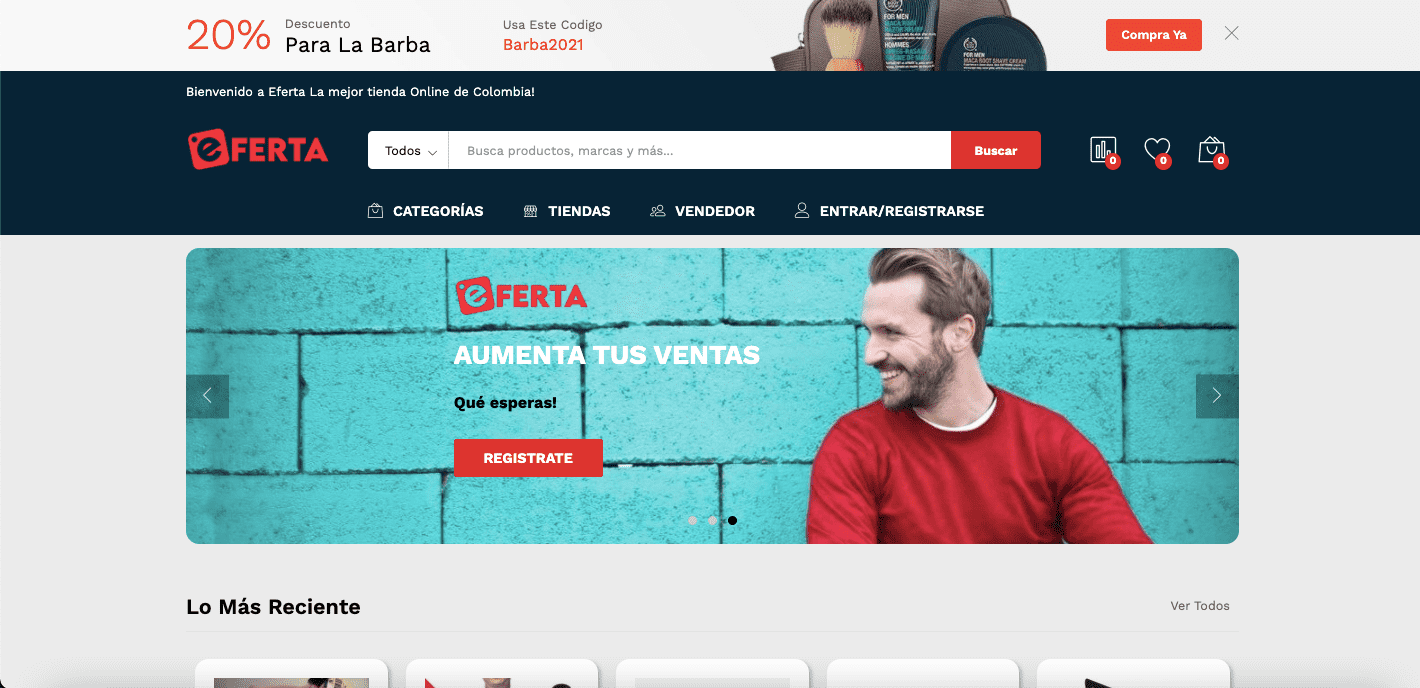 20%
Descuento
Para La Barba
Usa Este Codigo
Barba2021
FOR MEN
MACA ROOT
HOMMES
FOR MEN
MACA ROOT SHAVE CREAM
Compra Ya
Bienvenido a Eferta La mejor tienda Online de Colombia!
eFERTA
Todos
Busca productos, marcas y más...
Buscar
0
0
0
CATEGORÍAS
TIENDAS
VENDEDOR
ENTRAR/REGISTRARSE
eFERTA
AUMENTA TUS VENTAS
Qué esperas!
REGISTRATE
Lo Más Reciente
Ver Todos